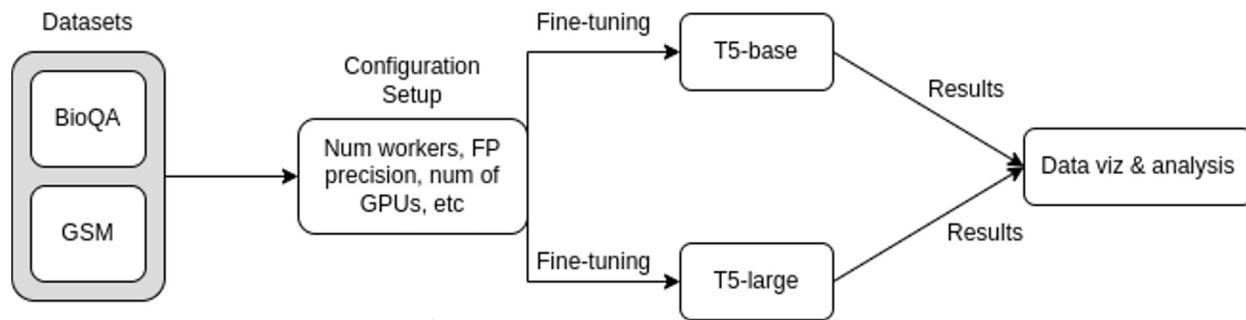 Datasets
BioQA
GSM
Configuration
Setup
Num workers, FP
precision, num of
GPUs, etc
Fine-tuning
T5-base
Fine-tuning
T5-large
Results
Results
Data viz & analysis